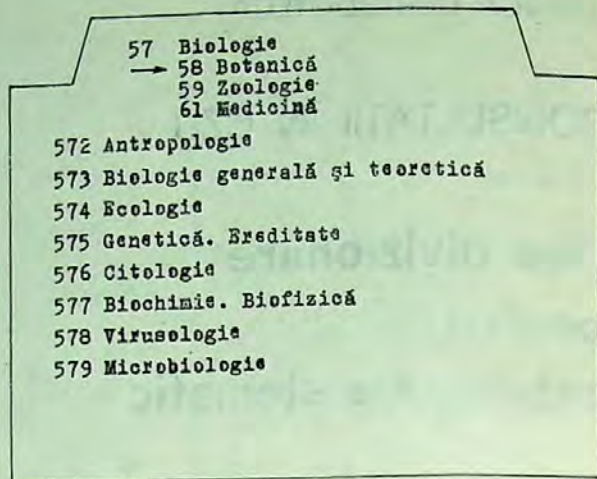 57 Biologie
→ 58 Botanică
59 Zoologie
61 Medicină
572 Antropologie
573 Biologie generală şi teoretică
574 Ecologie
575 Genetică. Ereditate
576 Citologie
577 Biochimie. Biofizică
578 Virusologie
579 Microbiologie